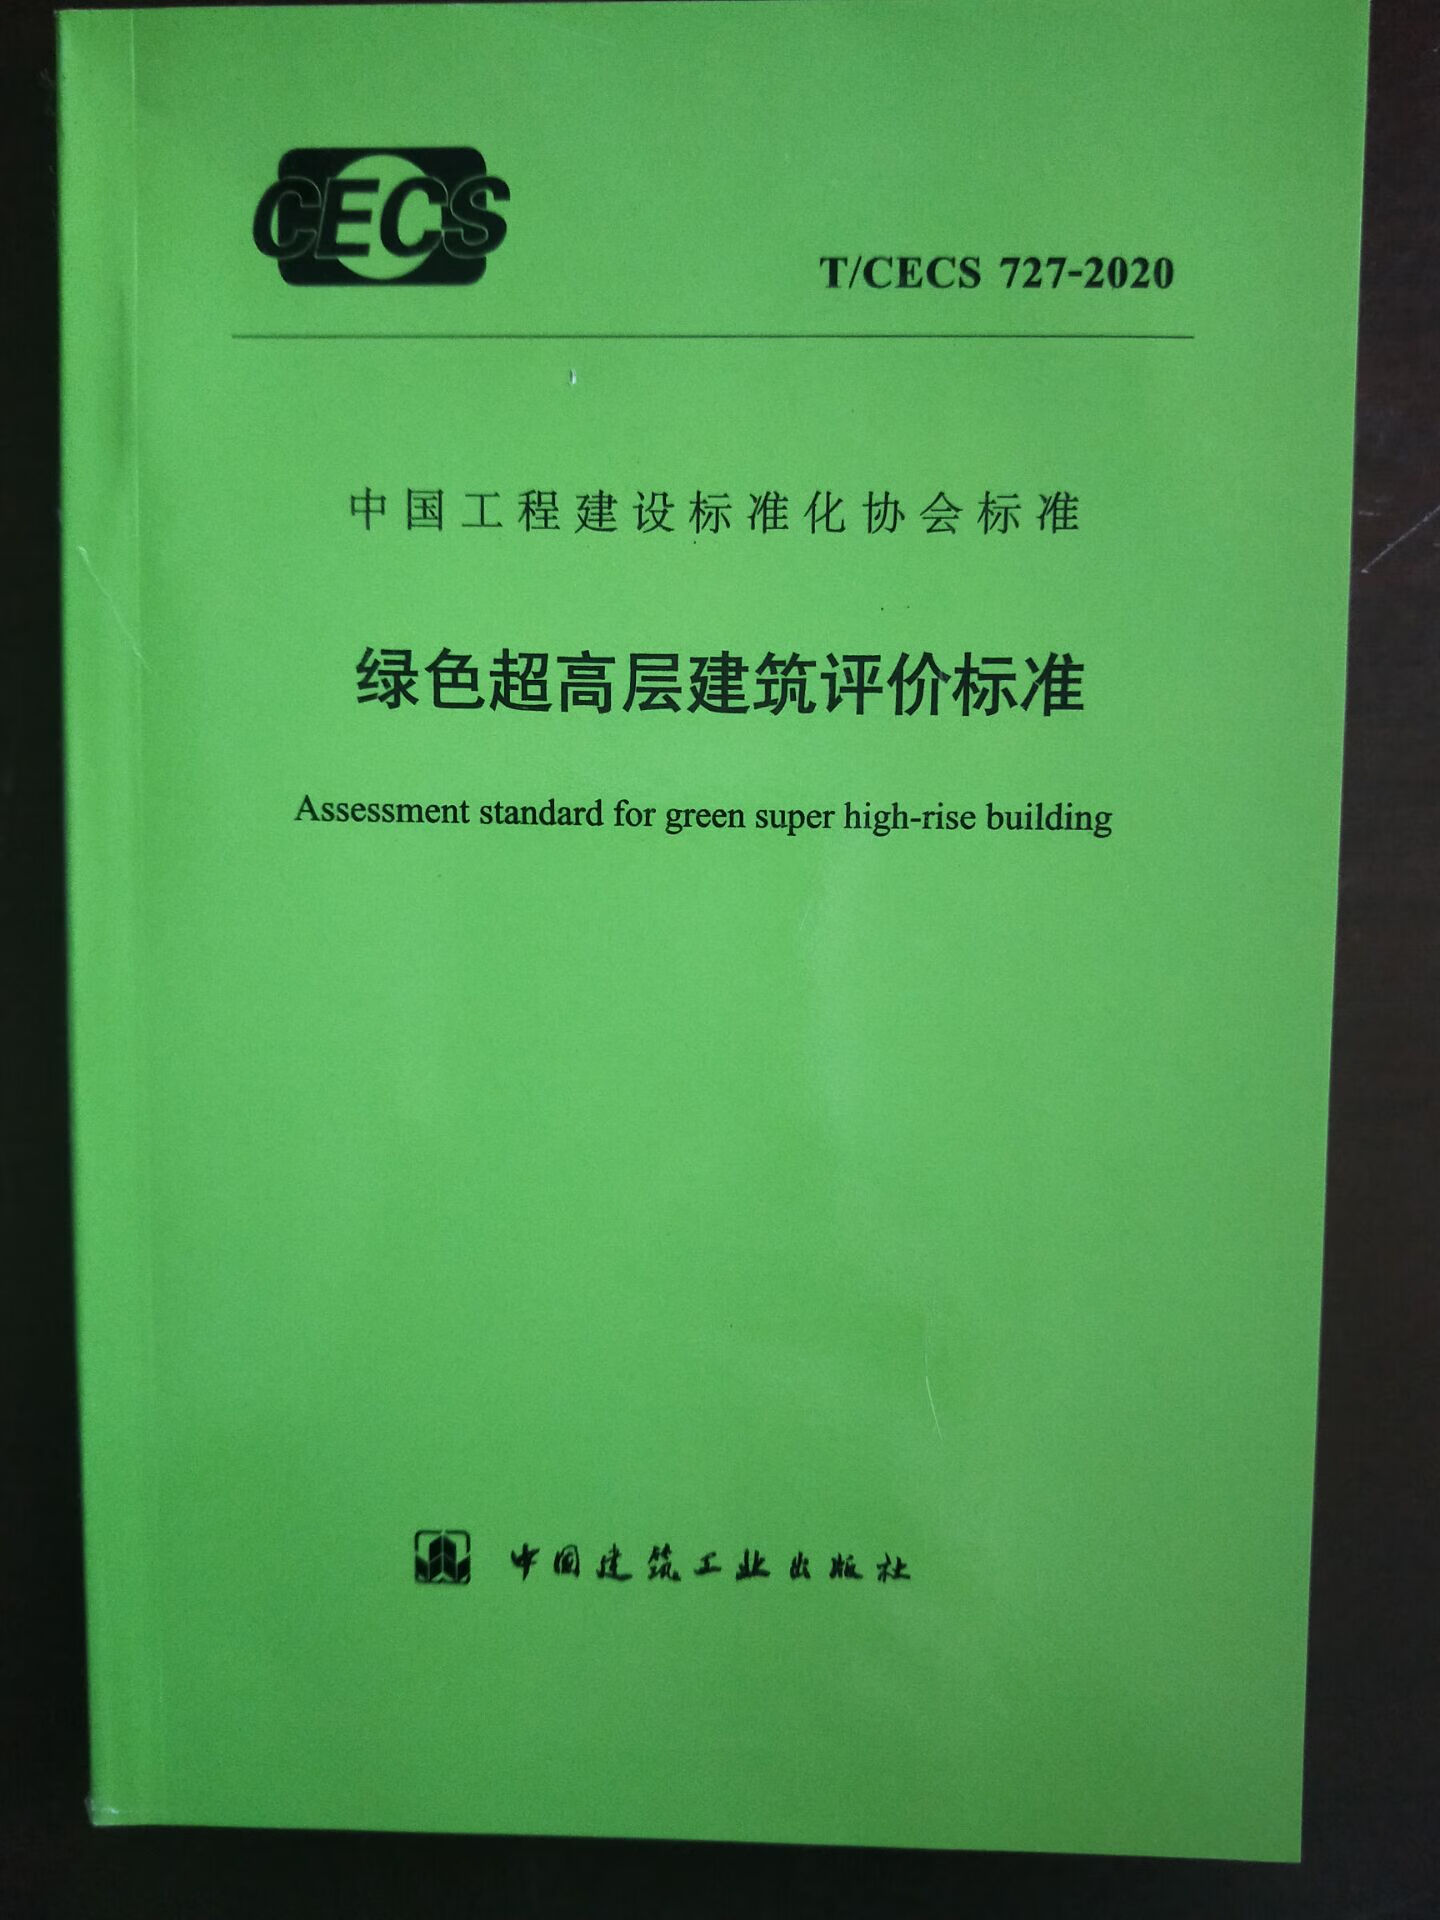 CECS
T/CECS 727-2020
中国工程建设标准化协会标准
绿色超高层建筑评价标准
Assessment standard for green super high-rise building
中国建筑工业出版社